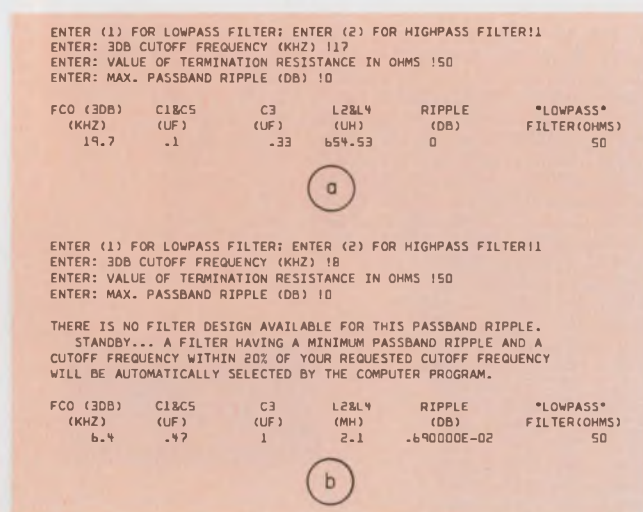 ENTER (1) FOR LOWPASS FILTER; ENTER (2) FOR HIGHPASS FILTER!1
ENTER: 3DB CUTOFF FREQUENCY (KHZ) !17
ENTER: VALUE OF TERMINATION RESISTANCE IN OHMS !50
ENTER: MAX. PASSBAND RIPPLE (DB) !0
FCO (3DB) C1&C5 C3 L2&L4 RIPPLE *LOWPASS*
(KHZ) (UF) (UF) (UH) (DB) FILTER(OHMS)
19.7 .1 .33 654.53 0 50
a
ENTER (1) FOR LOWPASS FILTER; ENTER (2) FOR HIGHPASS FILTER!1
ENTER: 3DB CUTOFF FREQUENCY (KHZ) !8
ENTER: VALUE OF TERMINATION RESISTANCE IN OHMS !50
ENTER: MAX. PASSBAND RIPPLE (DB) !0
THERE IS NO FILTER DESIGN AVAILABLE FOR THIS PASSBAND RIPPLE.
STANDBY... A FILTER HAVING A MINIMUM PASSBAND RIPPLE AND A
CUTOFF FREQUENCY WITHIN 20% OF YOUR REQUESTED CUTOFF FREQUENCY
WILL BE AUTOMATICALLY SELECTED BY THE COMPUTER PROGRAM.
FCO (3DB) C1&C5 C3 L2&L4 RIPPLE *LOWPASS*
(KHZ) (UF) (UF) (MH) (DB) FILTER(OHMS)
6.4 .47 1 2.1 .690000E-02 50
b